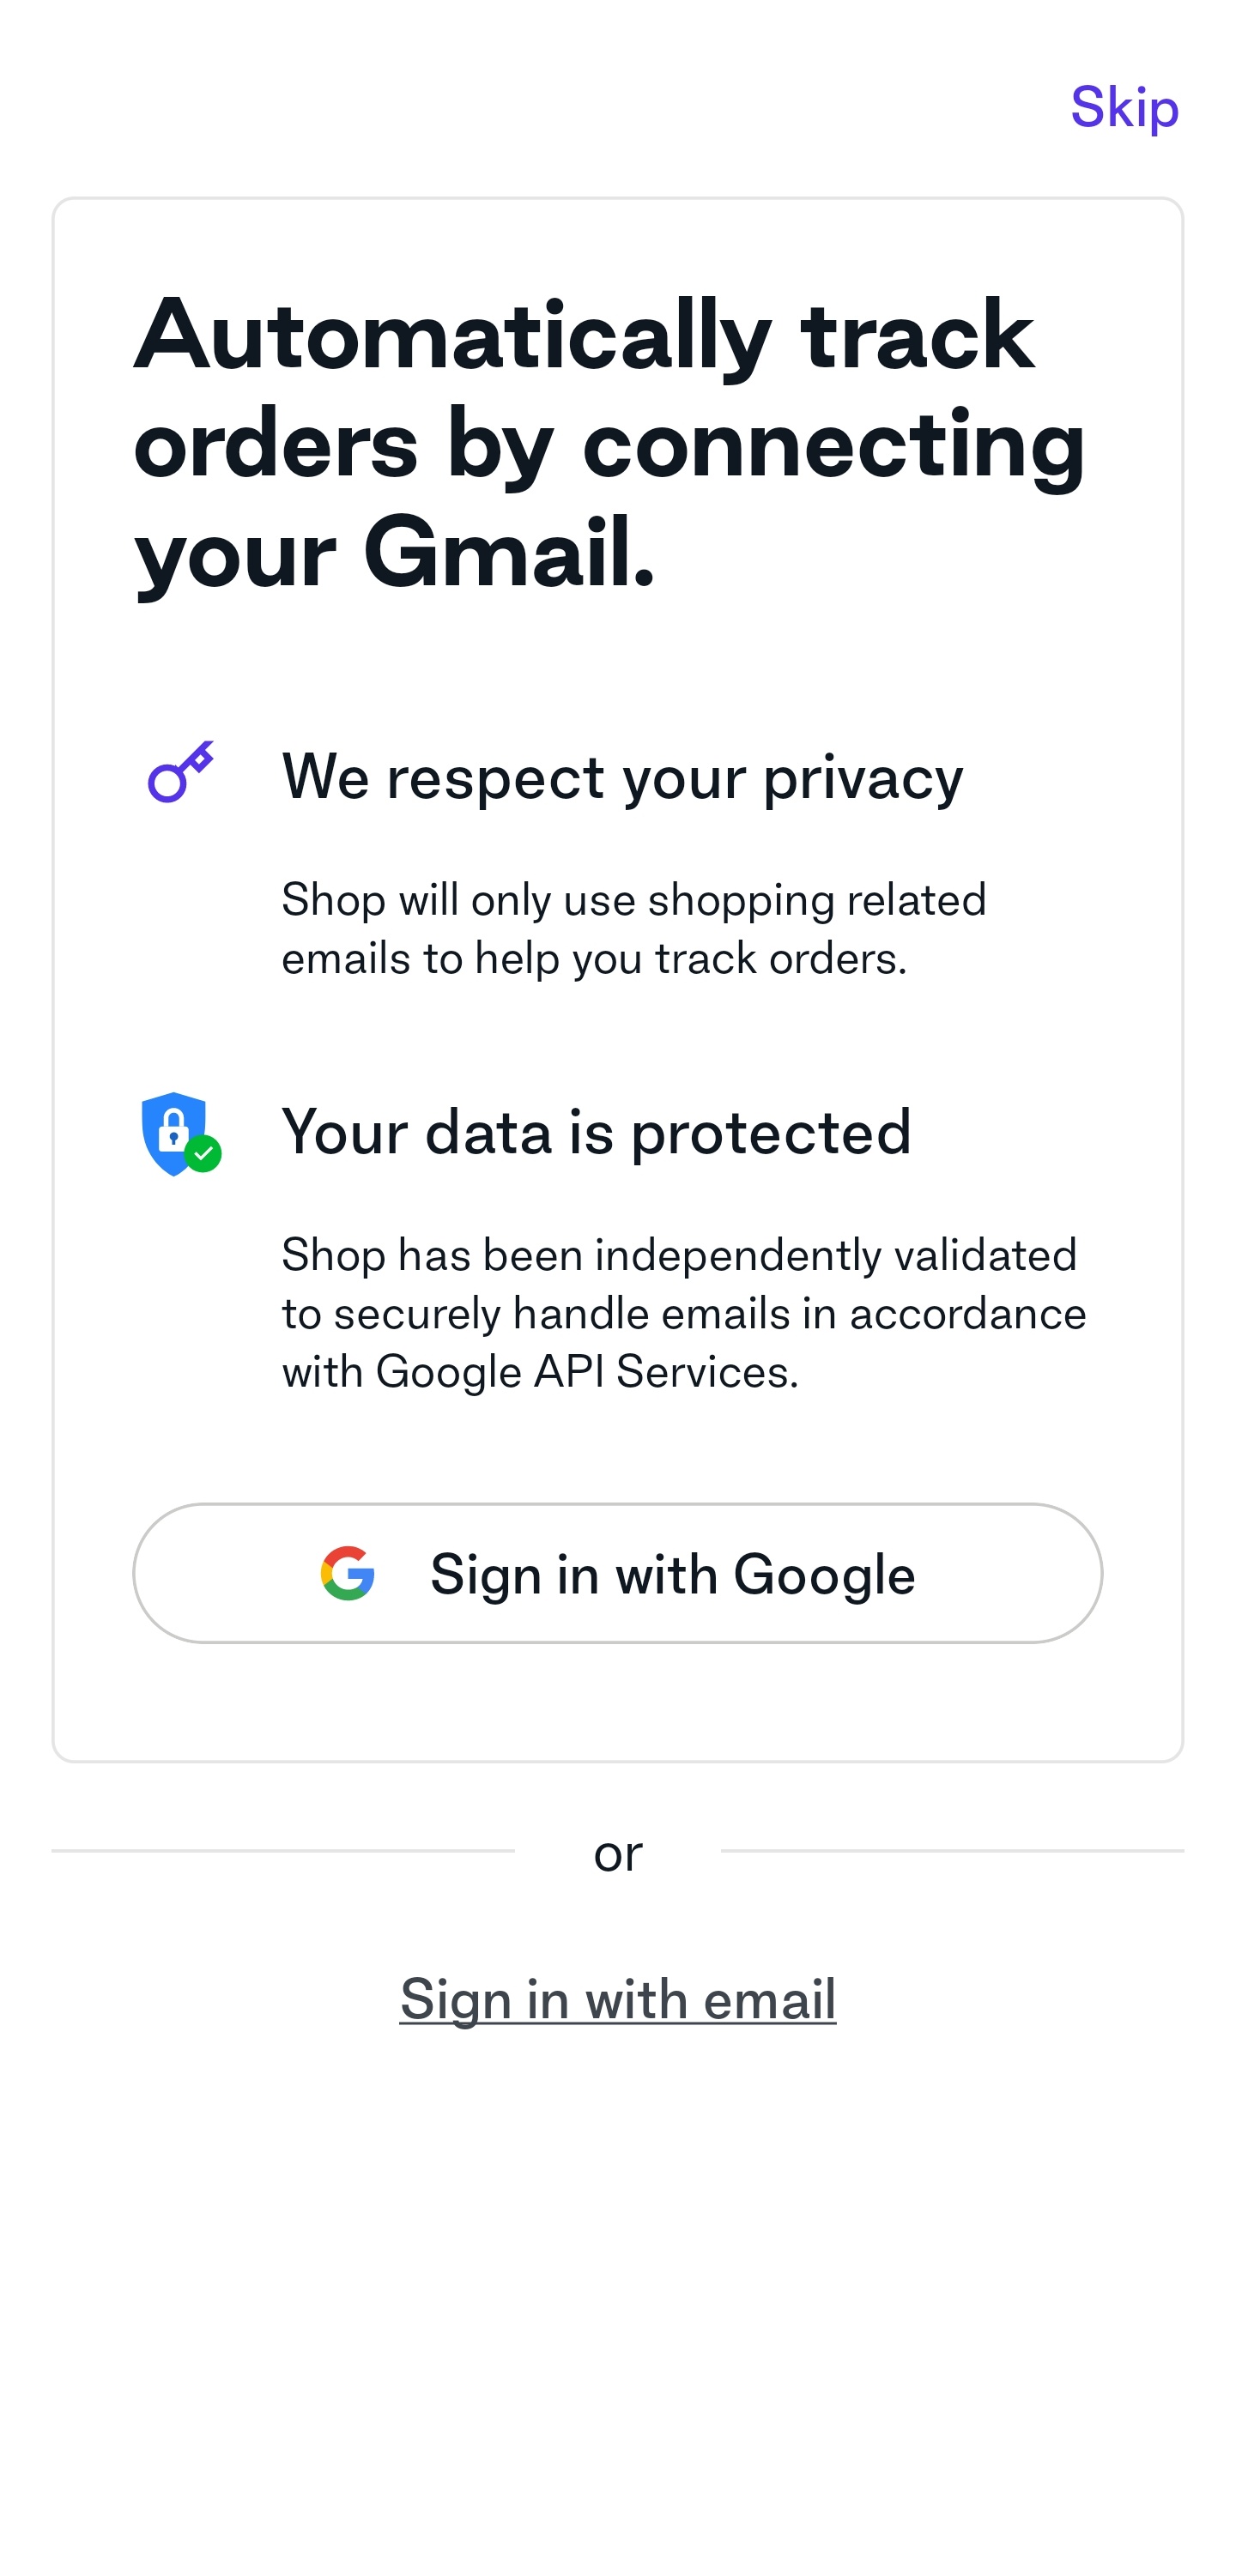 Skip
Automatically track
orders by connecting
your Gmail.
We respect your privacy
Shop will only use shopping related
emails to help you track orders.
Your data is protected
Shop has been independently validated
to securely handle emails in accordance
with Google API Services.
Sign in with Google
or
Sign in with email